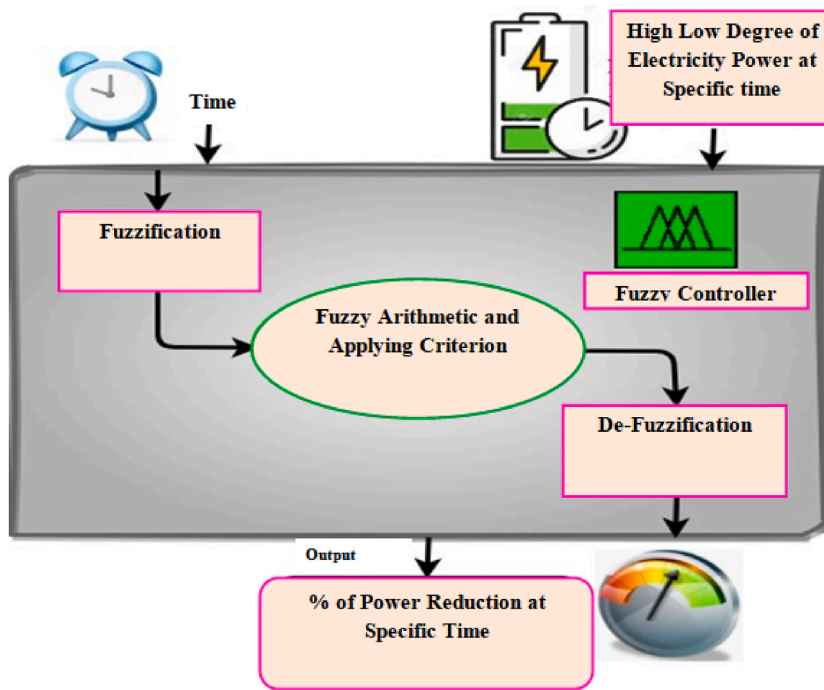 High Low Degree of
Electricity Power at
Specific time
Time
Fuzzification
Fuzzy Controller
Fuzzy Arithmetic and
Applying Criterion
De-Fuzzification
Output
% of Power Reduction at
Specific Time